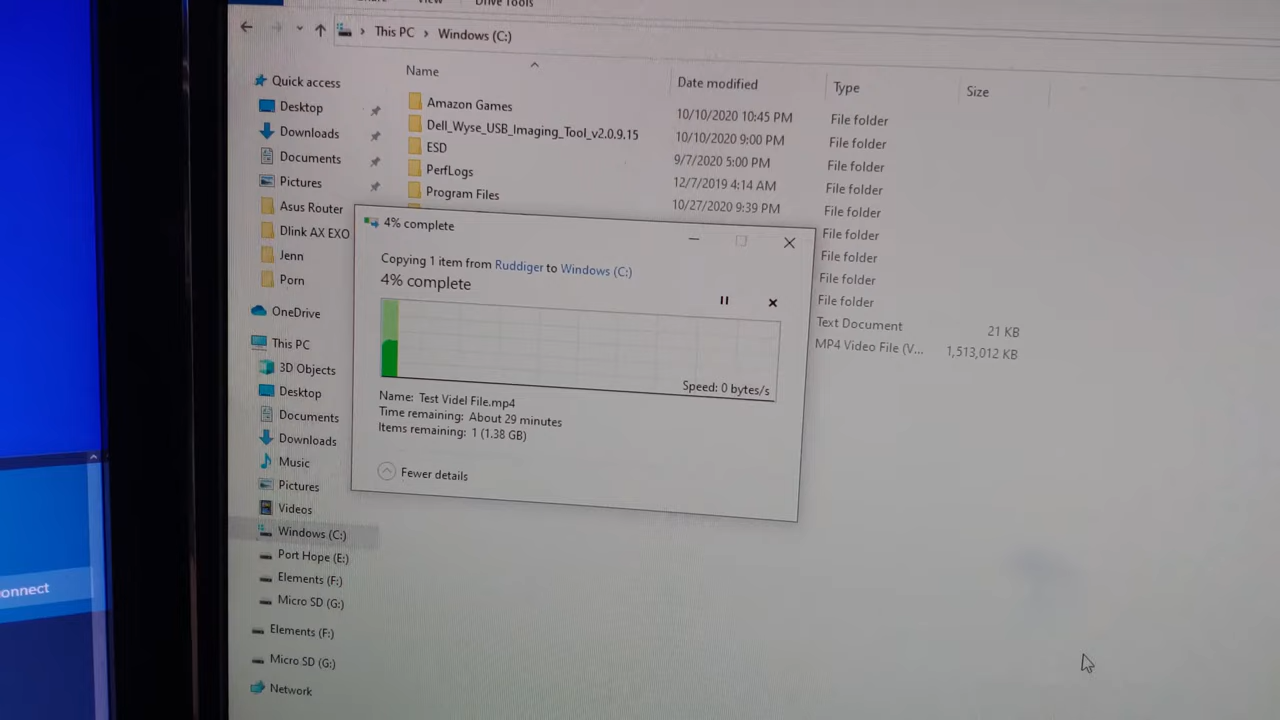 View
Drive Tools
This PC > Windows (C:)
Name
Date modified
Type
Size
Quick access
Desktop
Downloads
Documents
Pictures
Asus Router
Dlink AX EXO
Jenn
Porn
OneDrive
This PC
3D Objects
Desktop
Documents
Downloads
Music
Pictures
Videos
Windows (C:)
Port Hope (E:)
Elements (F:)
Micro SD (G:)
Elements (F:)
Micro SD (G:)
Network
Amazon Games 10/10/2020 10:45 PM File folder
Dell_Wyse_USB_Imaging_Tool_v2.0.9.15 10/10/2020 9:00 PM File folder
ESD 9/7/2020 5:00 PM File folder
PerfLogs 12/7/2019 4:14 AM File folder
Program Files 10/27/2020 9:39 PM File folder
File folder
File folder
File folder
File folder
Text Document 21 KB
MP4 Video File (V... 1,513,012 KB
4% complete
Copying 1 item from Ruddiger to Windows (C:)
4% complete
Speed: 0 bytes/s
Name: Test Videl File.mp4
Time remaining: About 29 minutes
Items remaining: 1 (1.38 GB)
Fewer details
onnect